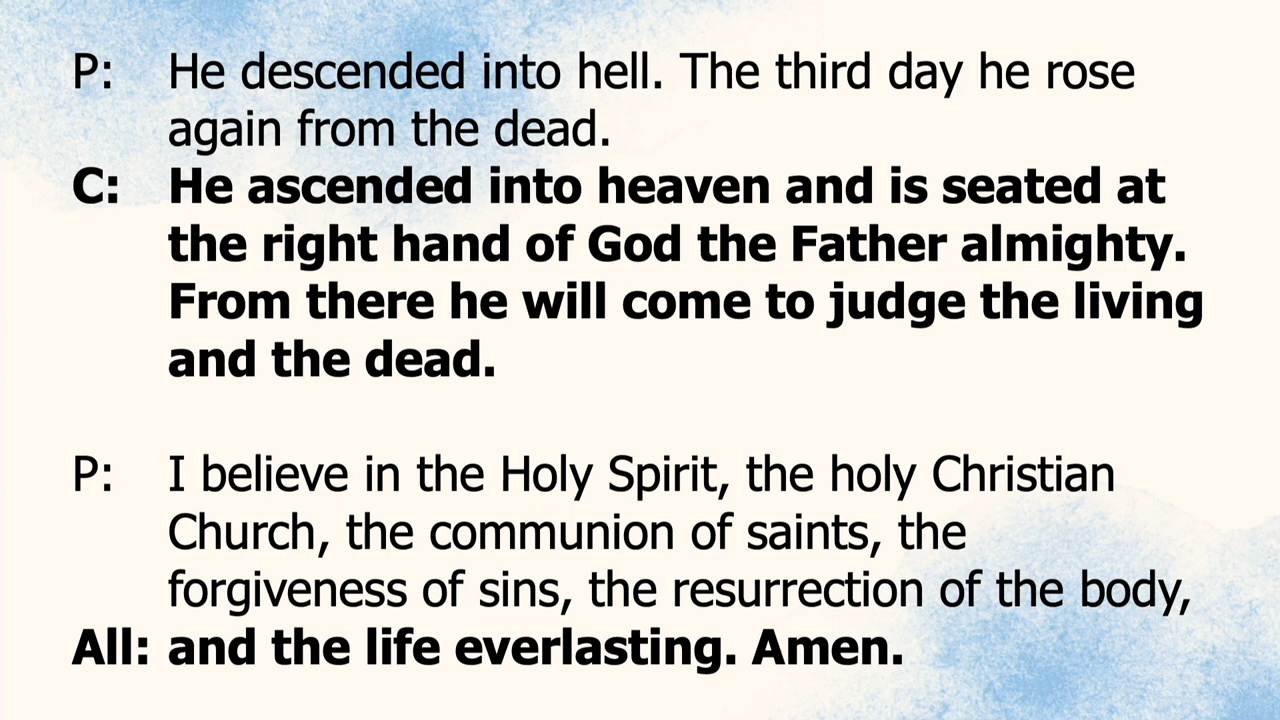 P: He descended into hell. The third day he rose
again from the dead.
C: He ascended into heaven and is seated at
the right hand of God the Father almighty.
From there he will come to judge the living
and the dead.
P: I believe in the Holy Spirit, the holy Christian
Church, the communion of saints, the
forgiveness of sins, the resurrection of the body,
All: and the life everlasting. Amen.